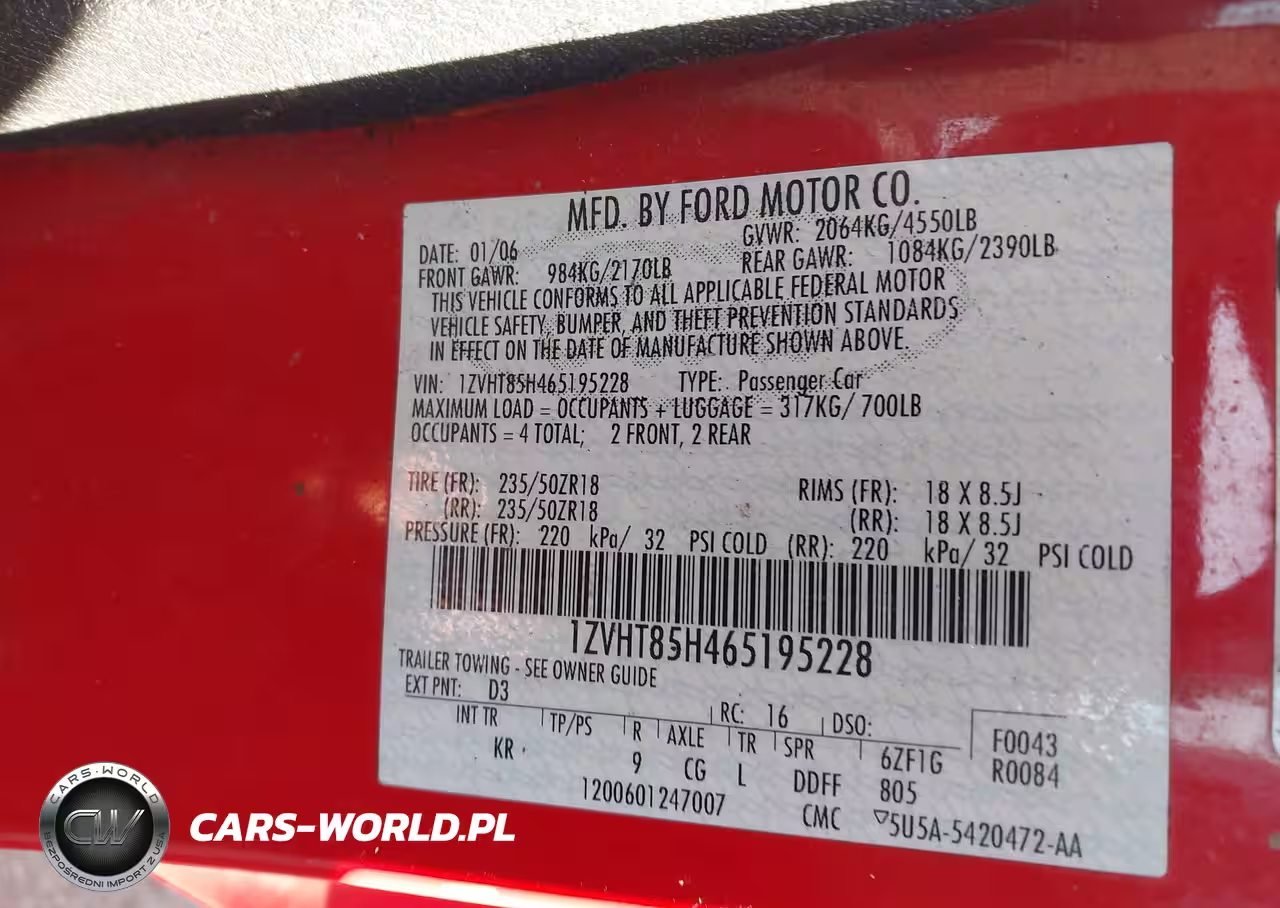 MFD. BY FORD MOTOR CO.
DATE: 01/06 GVWR: 2064KG/4550LB
FRONT GAWR: 984KG/2170LB REAR GAWR: 1084KG/2390LB
THIS VEHICLE CONFORMS TO ALL APPLICABLE FEDERAL MOTOR
VEHICLE SAFETY, BUMPER, AND THEFT PREVENTION STANDARDS
IN EFFECT ON THE DATE OF MANUFACTURE SHOWN ABOVE.
VIN: 1ZVHT85H465195228 TYPE: Passenger Car
MAXIMUM LOAD = OCCUPANTS + LUGGAGE = 317KG/ 700LB
OCCUPANTS = 4 TOTAL; 2 FRONT, 2 REAR
TIRE (FR): 235/50ZR18 RIMS (FR): 18 X 8.5J
(RR): 235/50ZR18 (RR): 18 X 8.5J
PRESSURE (FR): 220 kPa/ 32 PSI COLD (RR): 220 kPa/ 32 PSI COLD
1ZVHT85H465195228
TRAILER TOWING - SEE OWNER GUIDE
EXT PNT: D3 RC: 16 DSO:
INT TR TP/PS R AXLE TR SPR 6ZF1G F0043
KR 9 CG L DDFF 805 R0084
1200601247007 CMC ▽5U5A-5420472-AA
CARS-WORLD
CW
BEZPOŚREDNI IMPORT Z USA
CARS-WORLD.PL